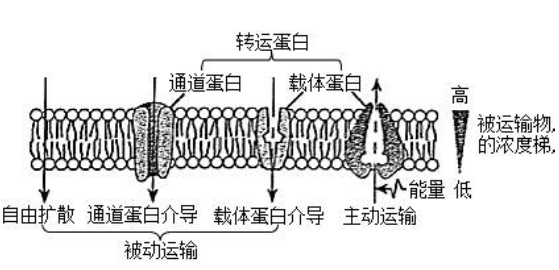 转运蛋白
通道蛋白 载体蛋白
高
被运输物,
的浓度梯,
能量 低
自由扩散 通道蛋白介导 载体蛋白介导 主动运输
被动运输